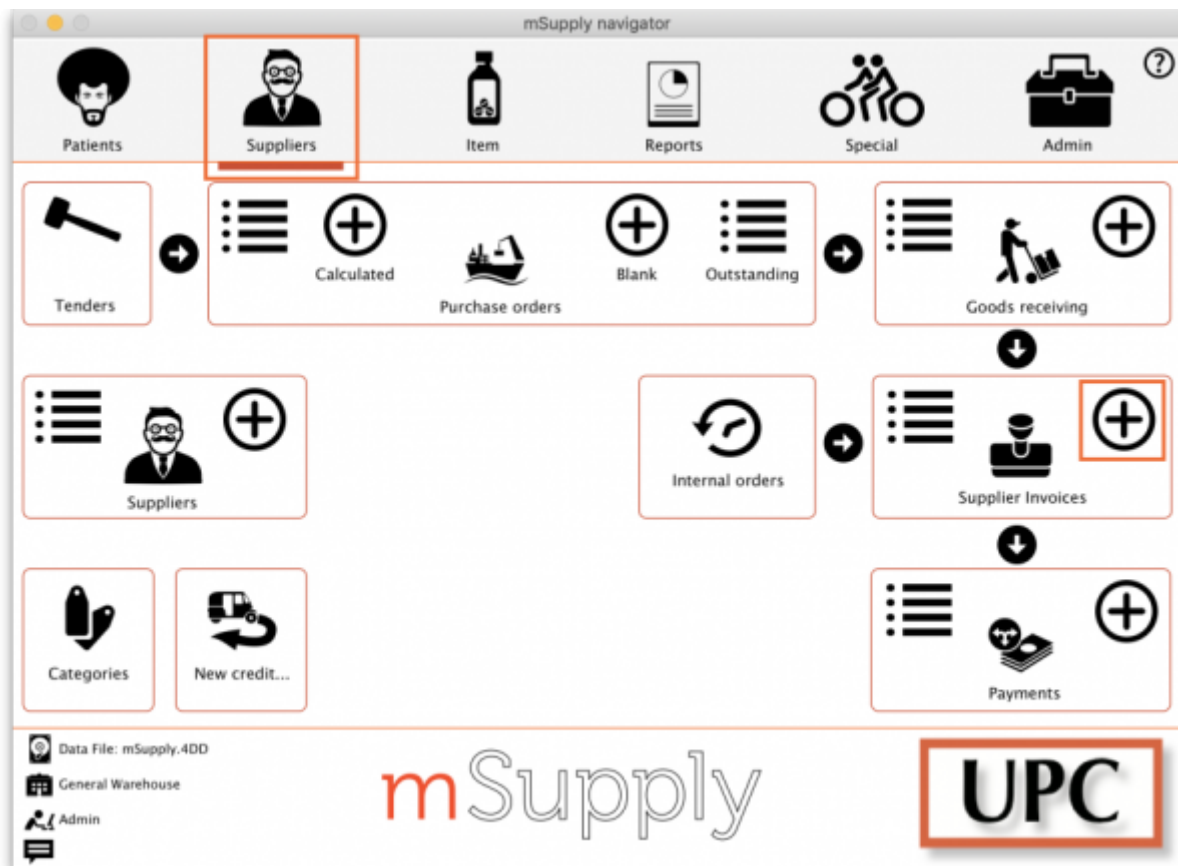 mSupply navigator
Patients
Suppliers
Item
Reports
Special
Admin
?
Tenders
Calculated
Blank
Outstanding
Purchase orders
Goods receiving
Suppliers
Internal orders
Supplier Invoices
Categories
New credit...
Payments
Data File: mSupply.4DD
General Warehouse
Admin
mSupply
UPC